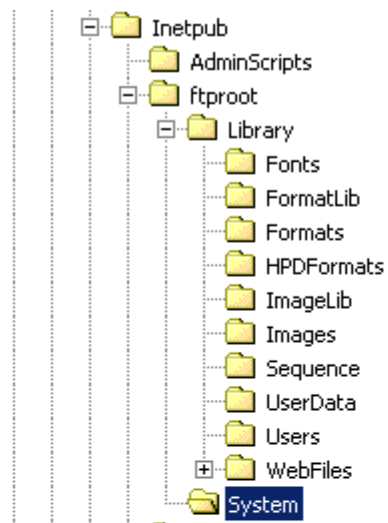 Inetpub
AdminScripts
ftproot
Library
Fonts
FormatLib
Formats
HPDFormats
ImageLib
Images
Sequence
UserData
Users
WebFiles
System